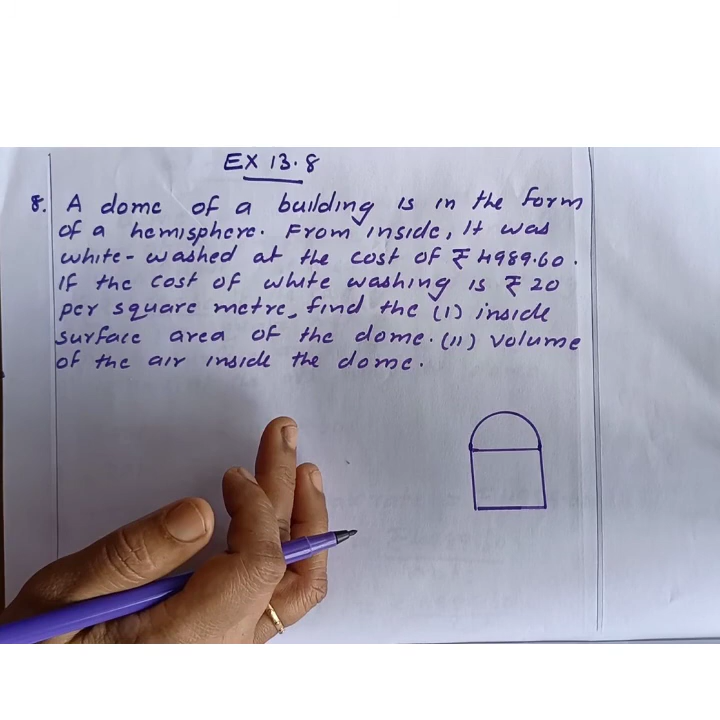 EX 13.8
8. A dome of a building is in the form
of a hemisphere. From inside, It was
white-washed at the cost of ₹4989.60.
If the cost of white washing is ₹20
per square metre, find the (i) inside
surface area of the dome. (ii) volume
of the air inside the dome.